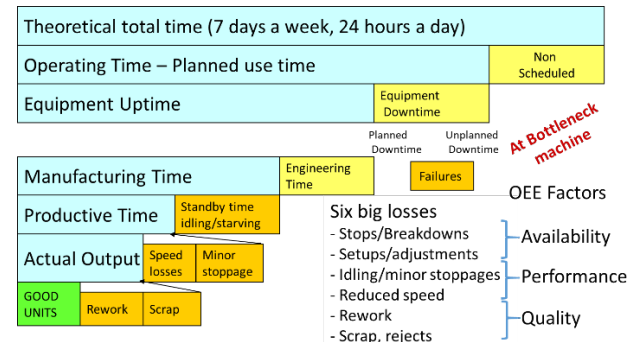 Theoretical total time (7 days a week, 24 hours a day)
Operating Time – Planned use time
Non
Scheduled
Equipment Uptime
Equipment
Downtime
Planned
Downtime
Unplanned
Downtime
At Bottleneck
machine
Manufacturing Time
Engineering
Time
Failures
OEE Factors
Productive Time
Standby time
idling/starving
Actual Output
Speed
losses
Minor
stoppage
GOOD
UNITS
Rework
Scrap
Six big losses
- Stops/Breakdowns
- Setups/adjustments
- Idling/minor stoppages
- Reduced speed
- Rework
- Scrap, rejects
Availability
Performance
Quality